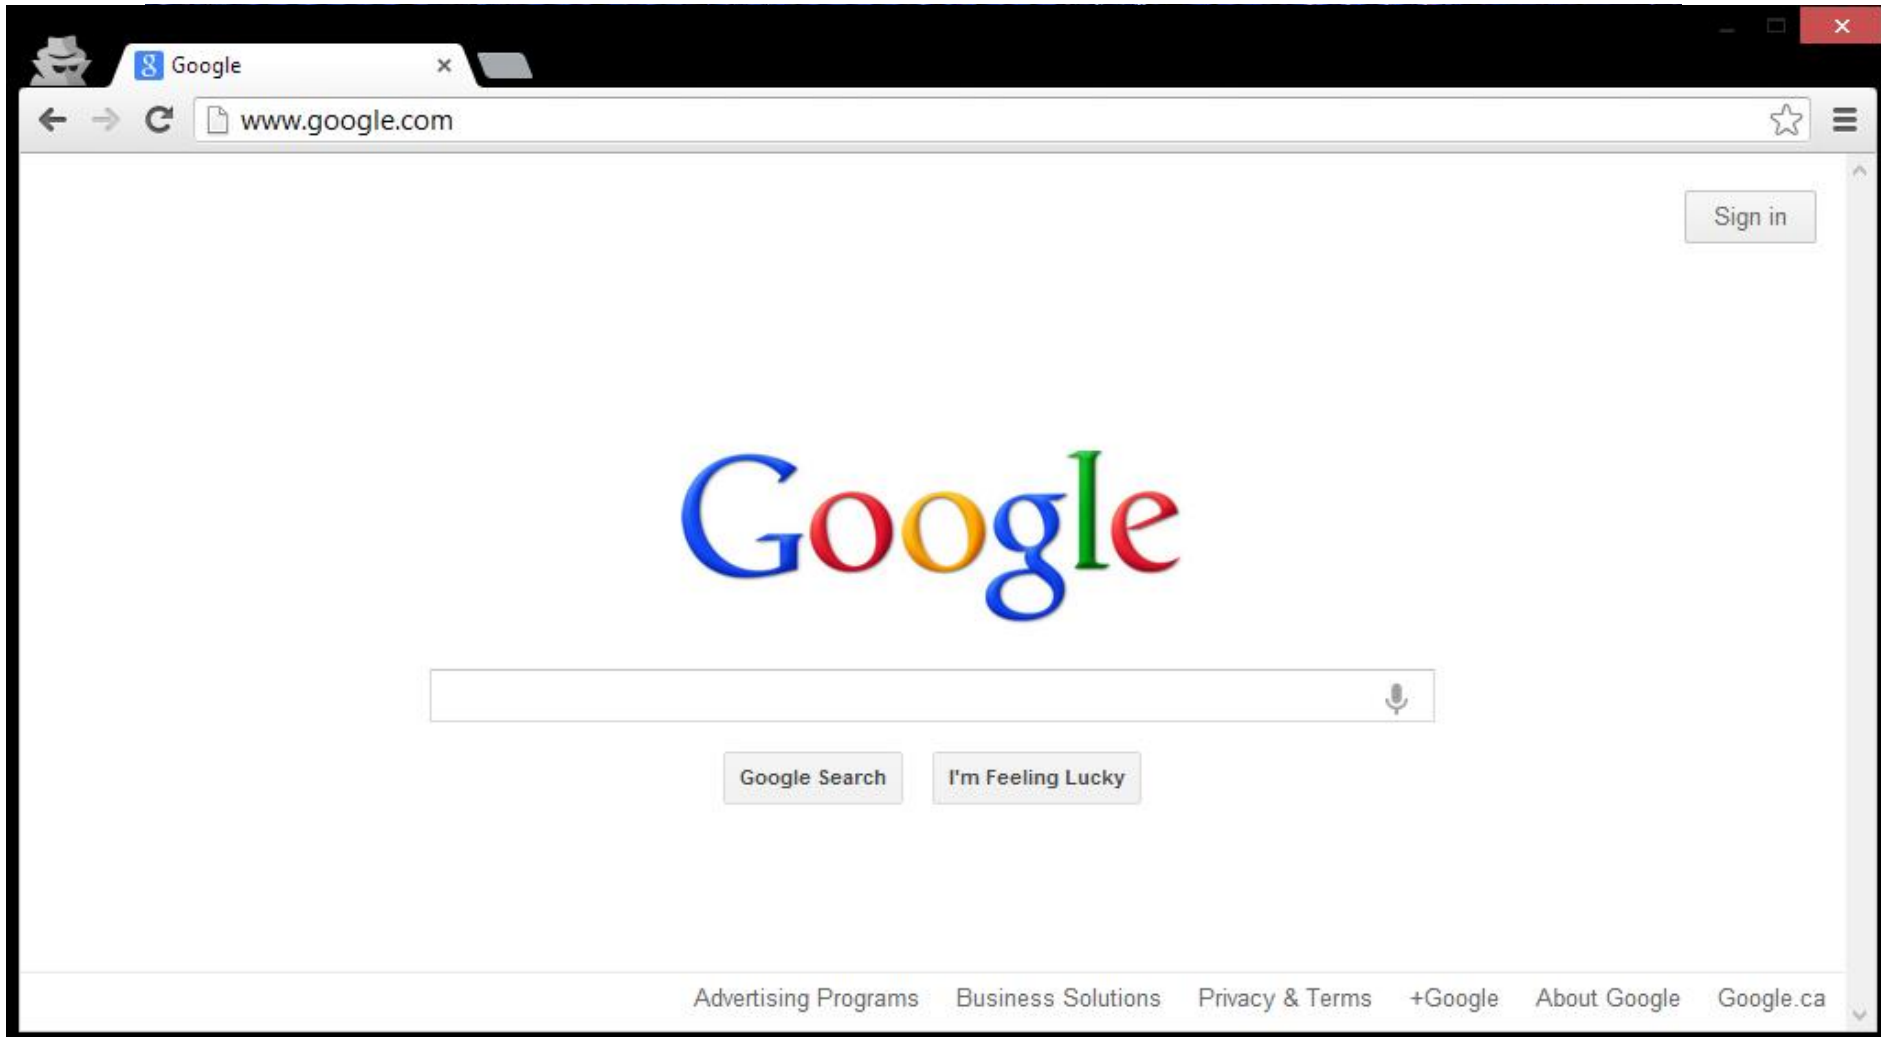 Google
www.google.com
Sign in
Google
Google Search I'm Feeling Lucky
Advertising Programs Business Solutions Privacy & Terms +Google About Google Google.ca